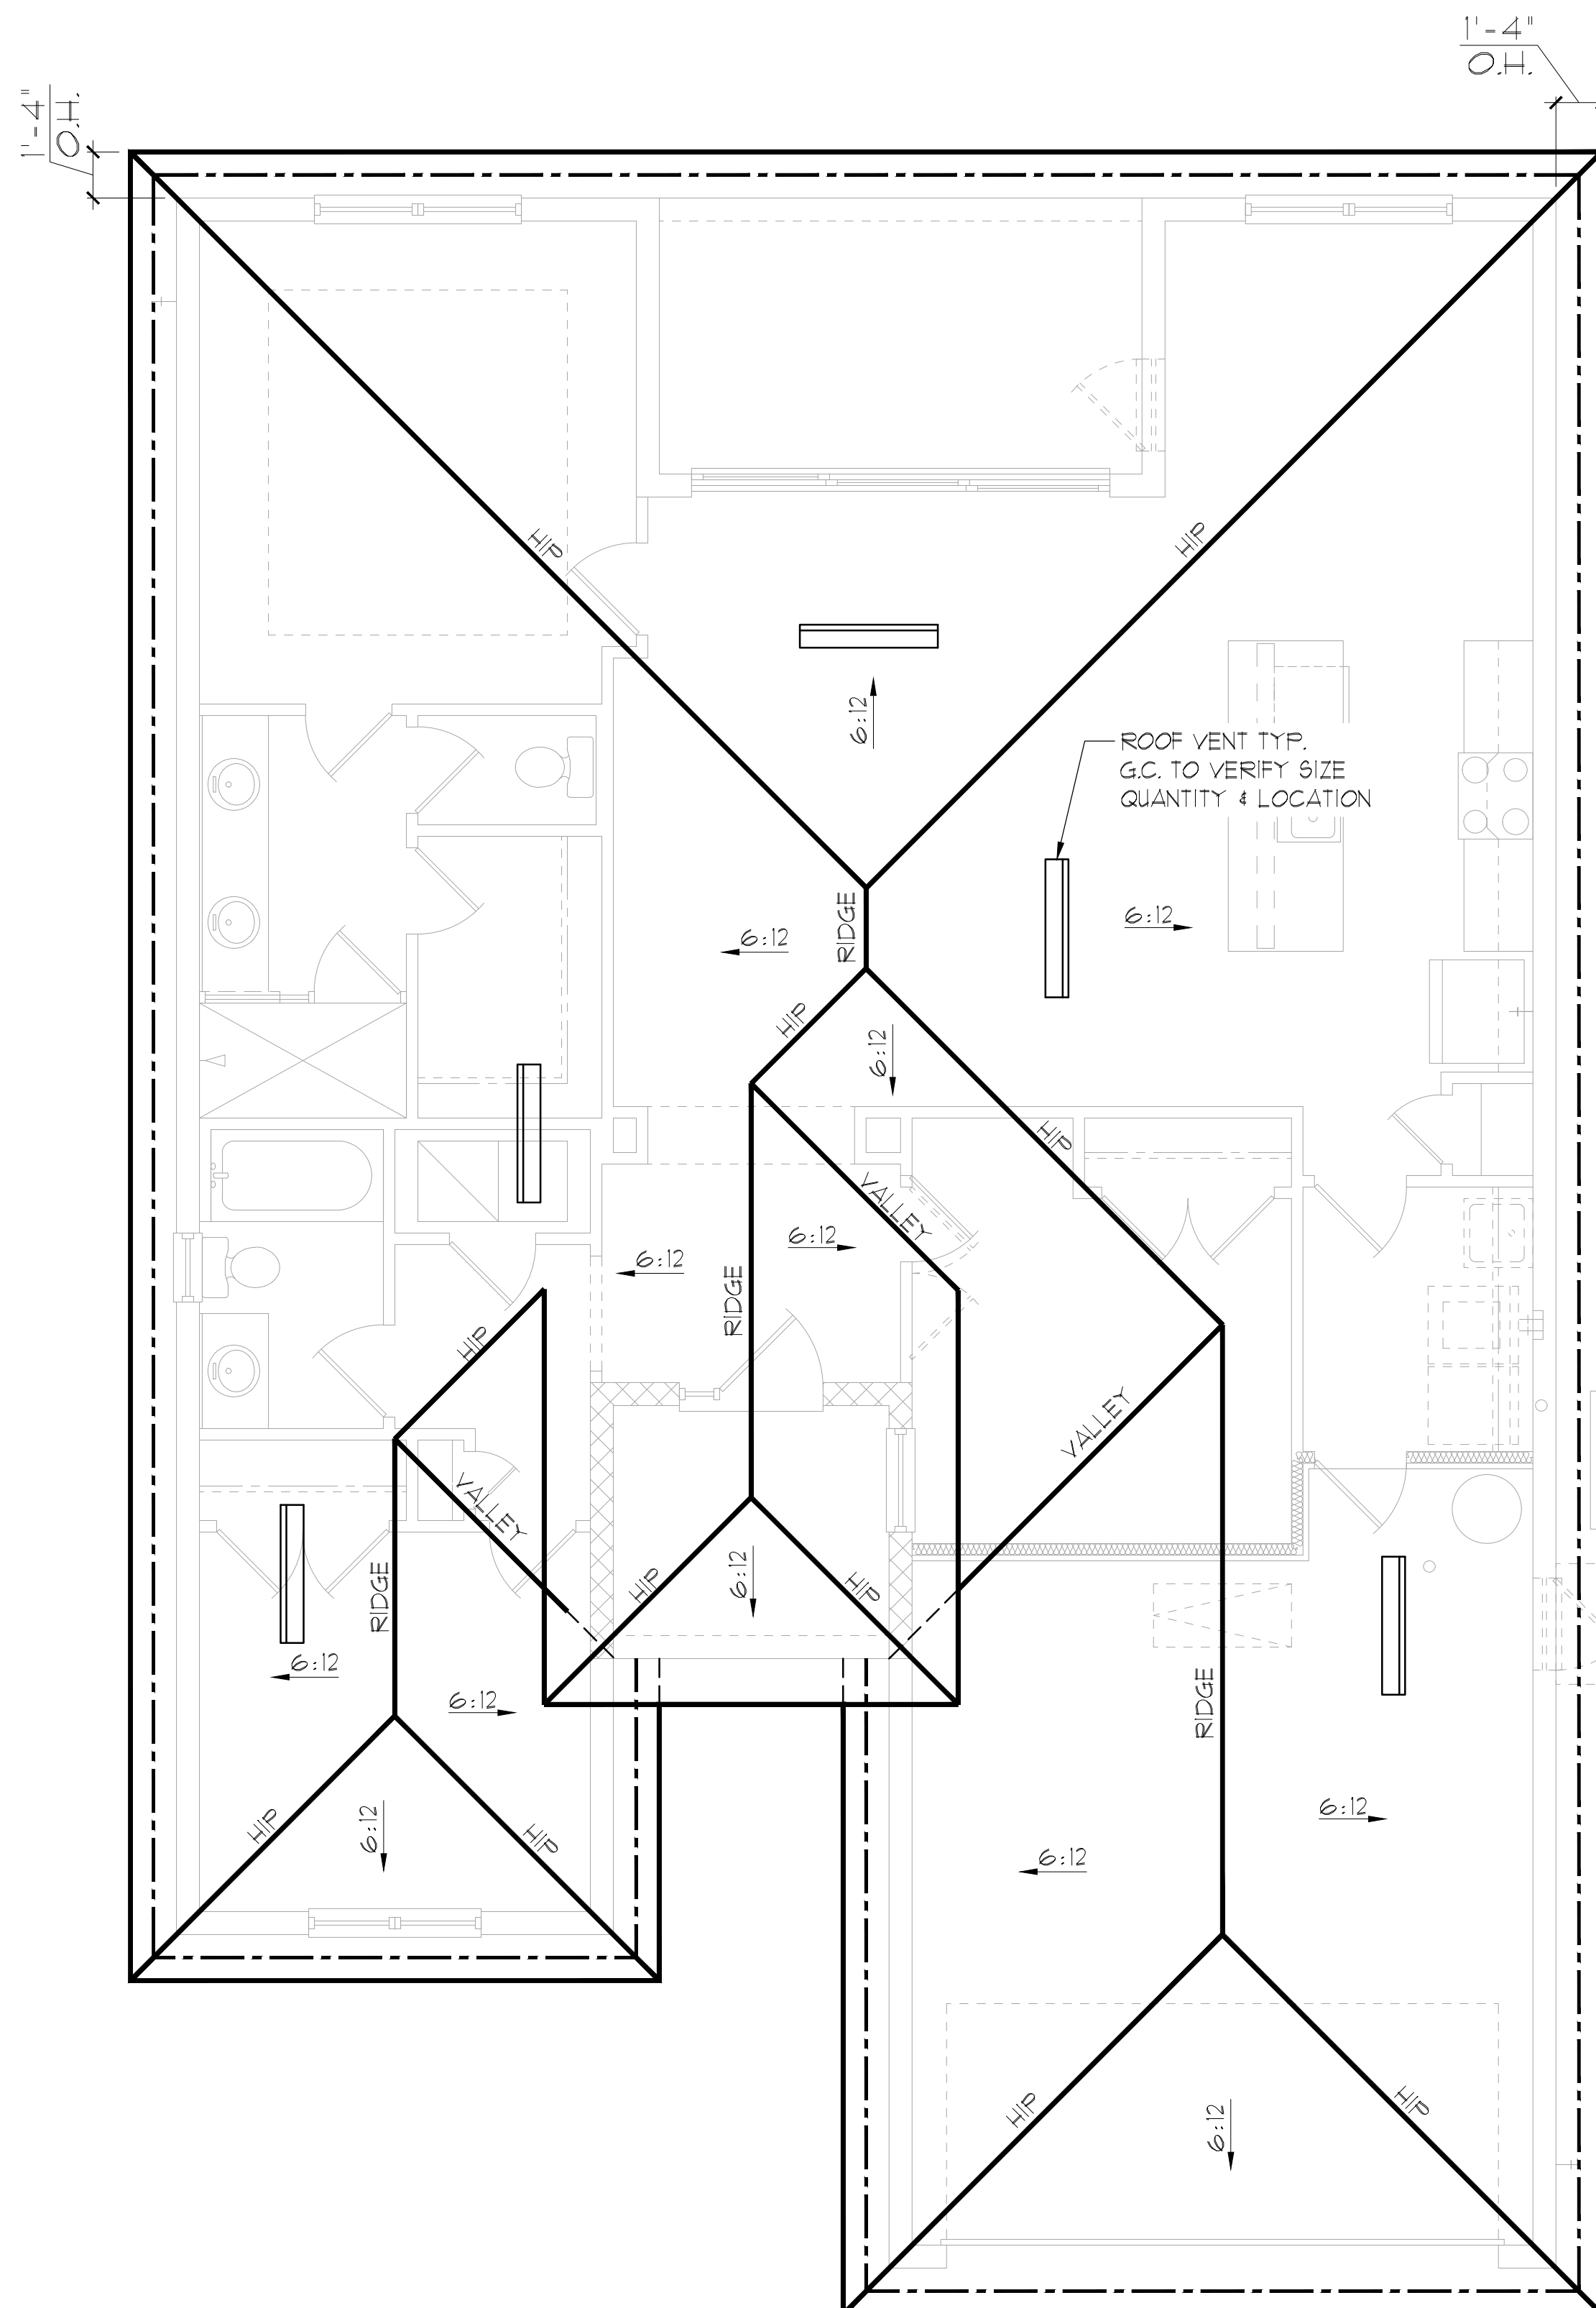 1'-4"
O.H.
1'-4"
O.H.
HIP
HIP
6:12
ROOF VENT TYP.
G.C. TO VERIFY SIZE
QUANTITY & LOCATION
RIDGE
6:12
6:12
HIP
6:12
HIP
VALLEY
6:12
6:12
RIDGE
HIP
VALLEY
VALLEY
RIDGE
HIP
6:12
HIP
6:12
6:12
RIDGE
HIP
6:12
HIP
6:12
6:12
HIP
6:12
HIP